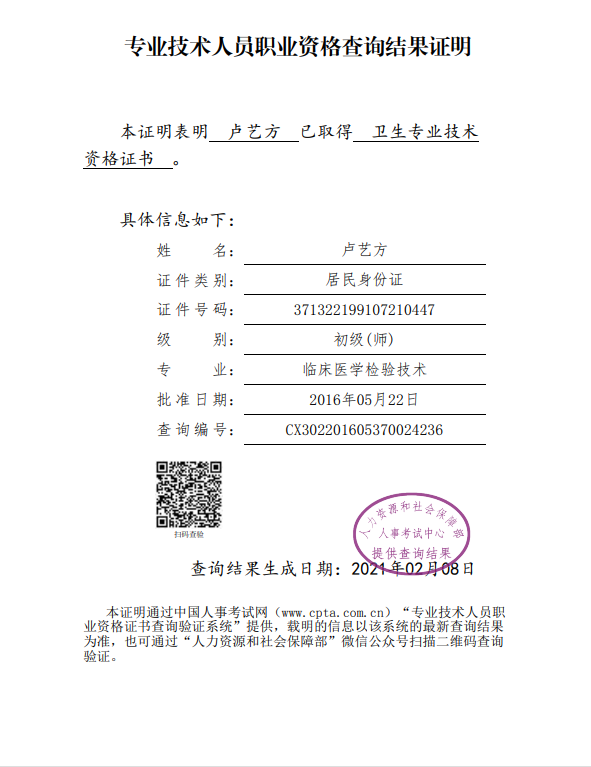 专业技术人员职业资格查询结果证明
本证明表明 卢艺方 已取得 卫生专业技术
资格证书 。
具体信息如下：
姓名： 卢艺方
证件类别： 居民身份证
证件号码： 371322199107210447
级别： 初级(师)
专业： 临床医学检验技术
批准日期： 2016年05月22日
查询编号： CX302201605370024236
扫码查验
人力资源和社会保障部
人事考试中心
提供查询结果
查询结果生成日期：2021年02月08日
本证明通过中国人事考试网（www.cpta.com.cn）“专业技术人员职
业资格证书查询验证系统”提供，载明的信息以该系统的最新查询结果
为准，也可通过“人力资源和社会保障部”微信公众号扫描二维码查询
验证。